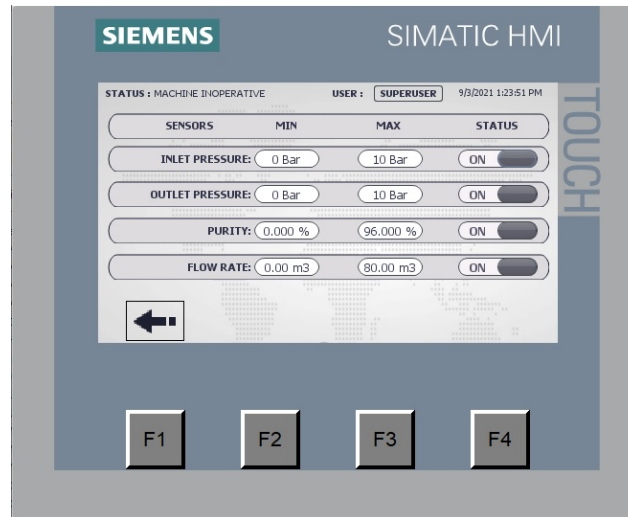 SIEMENS SIMATIC HMI
TOUCH
STATUS : MACHINE INOPERATIVE USER : SUPERUSER 9/3/2021 1:23:51 PM
SENSORS MIN MAX STATUS
INLET PRESSURE: 0 Bar 10 Bar ON
OUTLET PRESSURE: 0 Bar 10 Bar ON
PURITY: 0.000 % 96.000 % ON
FLOW RATE: 0.00 m3 80.00 m3 ON
F1 F2 F3 F4